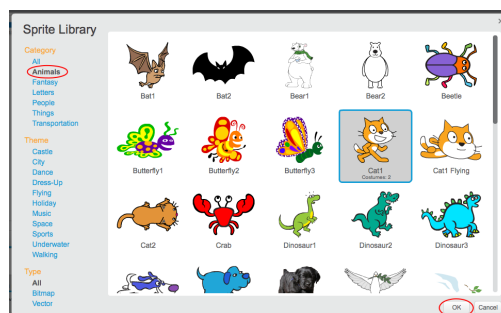 Sprite Library
Category
All
Animals
Fantasy
Letters
People
Things
Transportation
Theme
Castle
City
Dance
Dress-Up
Flying
Holiday
Music
Space
Sports
Underwater
Walking
Type
All
Bitmap
Vector
Bat1 Bat2 Bear1 Bear2 Beetle
Butterfly1 Butterfly2 Butterfly3 Cat1 Cat1 Flying
Costumes: 2
Cat2 Crab Dinosaur1 Dinosaur2 Dinosaur3
OK Cancel